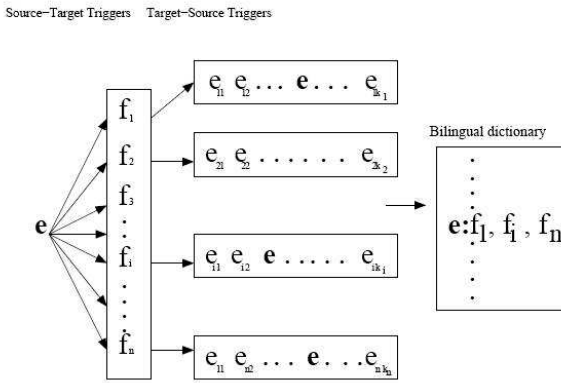 Source−Target Triggers Target−Source Triggers
e₁₁ e₁₂ . . . e . . . e₁ₖ₁
f₁
Bilingual dictionary
f₂ e₂₁ e₂₂ . . . . . . e₂ₖ₂
f₃
e
e:f₁, fᵢ , fₙ
fᵢ eᵢ₁ eᵢ₂ e . . . . . eᵢₖᵢ
fₙ
e₁₁ eₙ₂ . . . e . . .eₙₖₙ